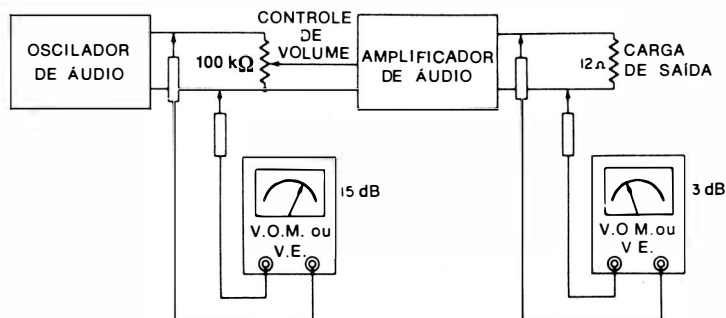 OSCILADOR
DE ÁUDIO
100 kΩ
CONTROLE
DE
VOLUME
AMPLIFICADOR
DE ÁUDIO
12Ω
CARGA
DE SAÍDA
15 dB
V.O.M. ou
V.E.
3 dB
V.O M. ou
V E.